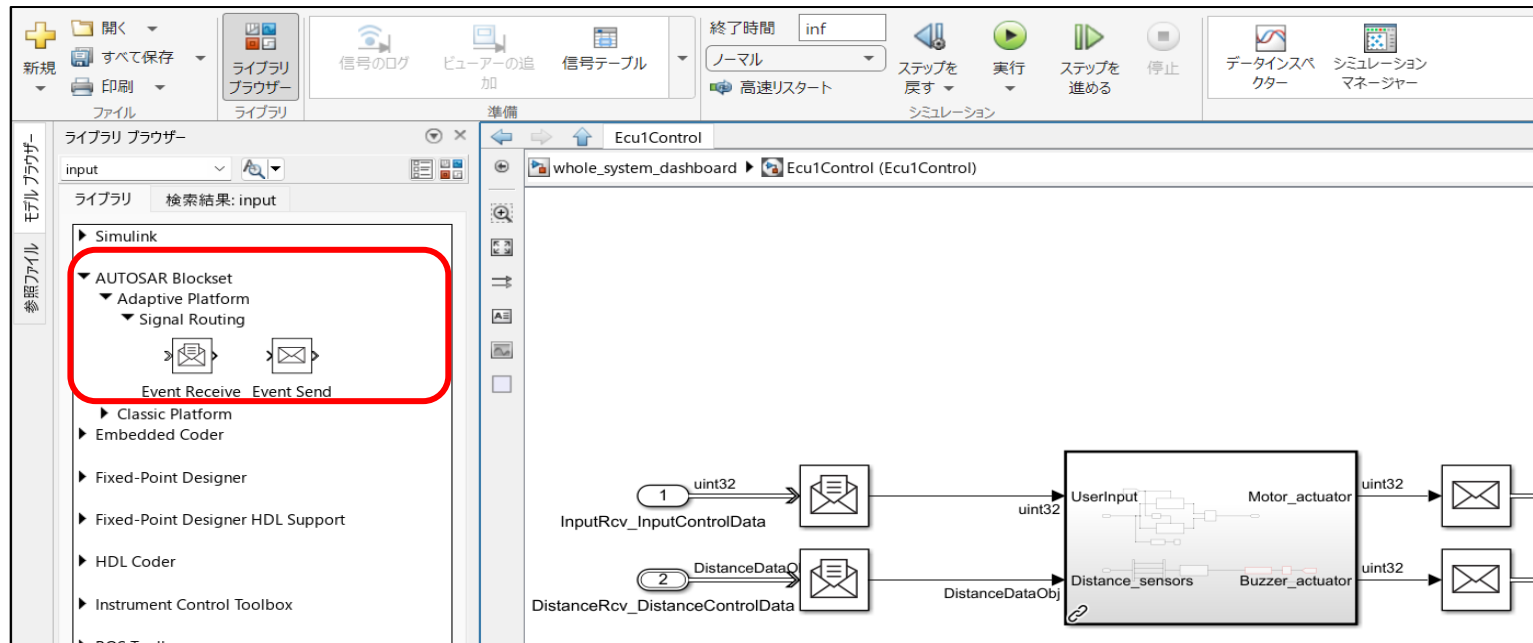 新規
開く
すべて保存
印刷
ファイル
ライブラリ
ブラウザー
ライブラリ
信号のログ
ビューアーの追
加
信号テーブル
準備
終了時間 inf
ノーマル
高速リスタート
ステップを
戻す
実行
ステップを
進める
停止
シミュレーション
データインスペ
クター
シミュレーション
マネージャー
モデル ブラウザー
参照ファイル
ライブラリ ブラウザー
input
ライブラリ 検索結果: input
Simulink
AUTOSAR Blockset
Adaptive Platform
Signal Routing
Event Receive Event Send
Classic Platform
Embedded Coder
Fixed-Point Designer
Fixed-Point Designer HDL Support
HDL Coder
Instrument Control Toolbox
Ecu1Control
whole_system_dashboard Ecu1Control (Ecu1Control)
1
uint32
InputRcv_InputControlData
uint32
UserInput
Motor_actuator
uint32
2
DistanceDataO
DistanceRcv_DistanceControlData
DistanceDataObj
Distance_sensors
Buzzer_actuator
uint32